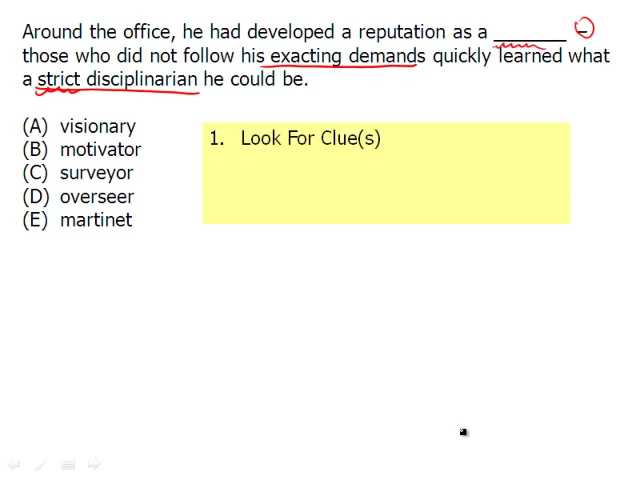 Around the office, he had developed a reputation as a _______ –
those who did not follow his exacting demands quickly learned what
a strict disciplinarian he could be.
(A) visionary
(B) motivator
(C) surveyor
(D) overseer
(E) martinet
1. Look For Clue(s)